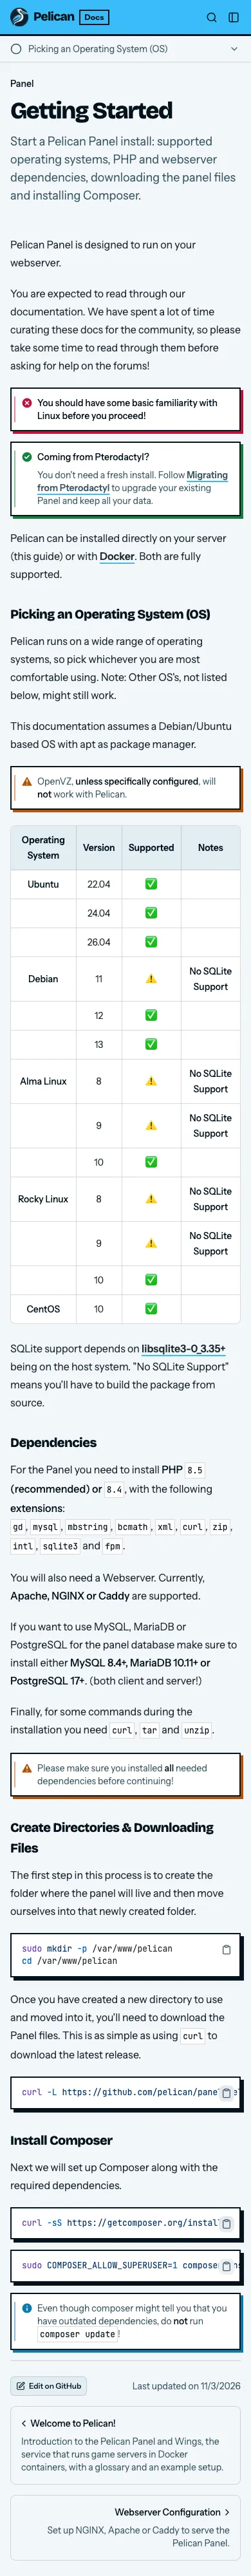 Pelican Docs
Picking an Operating System (OS)
Panel
Getting Started
Start a Pelican Panel install: supported
operating systems, PHP and webserver
dependencies, downloading the panel files
and installing Composer.
Pelican Panel is designed to run on your
webserver.
You are expected to read through our
documentation. We have spent a lot of time
curating these docs for the community, so please
take some time to read through them before
asking for help on the forums!
You should have some basic familiarity with
Linux before you proceed!
Coming from Pterodactyl?
You don't need a fresh install. Follow Migrating
from Pterodactyl to upgrade your existing
Panel and keep all your data.
Pelican can be installed directly on your server
(this guide) or with Docker. Both are fully
supported.
Picking an Operating System (OS)
Pelican runs on a wide range of operating
systems, so pick whichever you are most
comfortable using. Note: Other OS's, not listed
below, might still work.
This documentation assumes a Debian/Ubuntu
based OS with apt as package manager.
OpenVZ, unless specifically configured, will
not work with Pelican.
Operating System Version Supported Notes
Ubuntu 22.04 ✅
24.04 ✅
26.04 ✅
Debian 11 ⚠️ No SQLite Support
12 ✅
13 ✅
Alma Linux 8 ⚠️ No SQLite Support
9 ⚠️ No SQLite Support
10 ✅
Rocky Linux 8 ⚠️ No SQLite Support
9 ⚠️ No SQLite Support
10 ✅
CentOS 10 ✅
SQLite support depends on libsqlite3-0_3.35+
being on the host system. "No SQLite Support"
means you'll have to build the package from
source.
Dependencies
For the Panel you need to install PHP 8.5
(recommended) or 8.4, with the following
extensions:
gd, mysql, mbstring, bcmath, xml, curl, zip,
intl, sqlite3 and fpm.
You will also need a Webserver. Currently,
Apache, NGINX or Caddy are supported.
If you want to use MySQL, MariaDB or
PostgreSQL for the panel database make sure to
install either MySQL 8.4+, MariaDB 10.11+ or
PostgreSQL 17+. (both client and server!)
Finally, for some commands during the
installation you need curl, tar and unzip.
Please make sure you installed all needed
dependencies before continuing!
Create Directories & Downloading
Files
The first step in this process is to create the
folder where the panel will live and then move
ourselves into that newly created folder.
sudo mkdir -p /var/www/pelican
cd /var/www/pelican
Once you have created a new directory to use
and moved into it, you'll need to download the
Panel files. This is as simple as using curl to
download the latest release.
curl -L https://github.com/pelican/panel
Install Composer
Next we will set up Composer along with the
required dependencies.
curl -sS https://getcomposer.org/instal
sudo COMPOSER_ALLOW_SUPERUSER=1 compos
Even though composer might tell you that you
have outdated dependencies, do not run
composer update!
Edit on GitHub
Last updated on 11/3/2026
Welcome to Pelican!
Introduction to the Pelican Panel and Wings, the
service that runs game servers in Docker
containers, with a glossary and an example setup.
Webserver Configuration
Set up NGINX, Apache or Caddy to serve the
Pelican Panel.